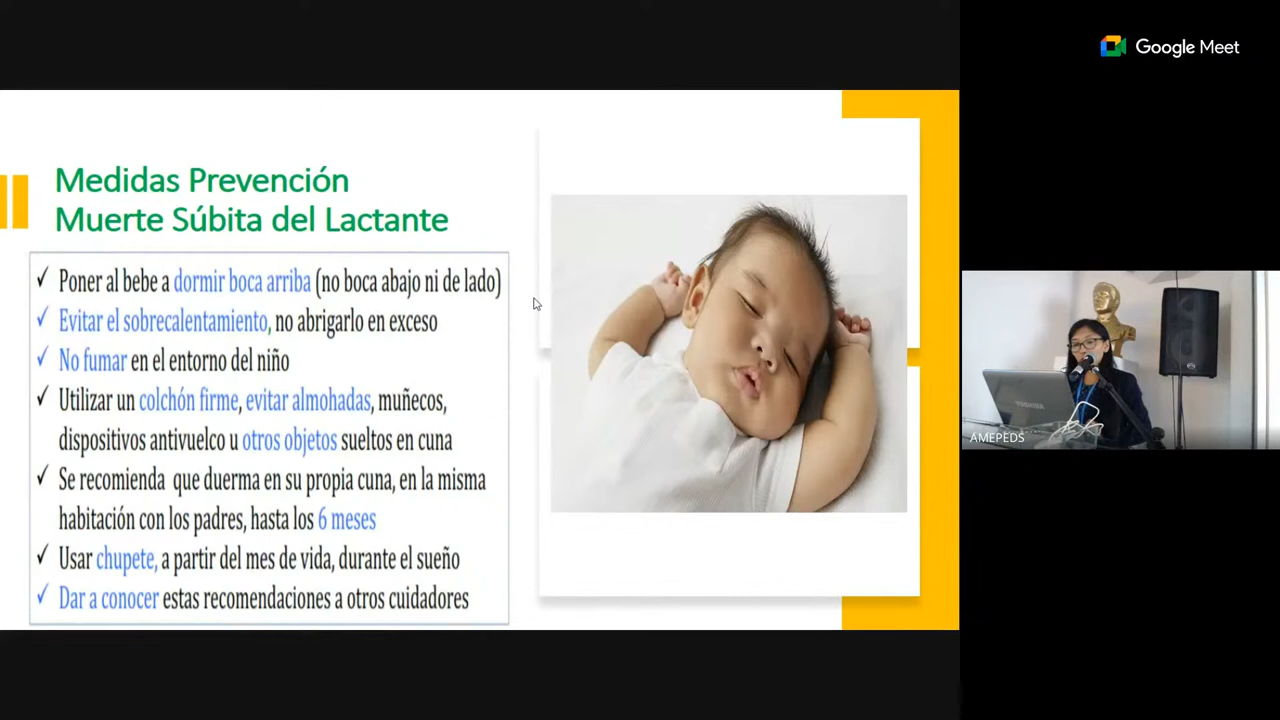 Google Meet
Medidas Prevención
Muerte Súbita del Lactante
✓ Poner al bebe a dormir boca arriba (no boca abajo ni de lado)
✓ Evitar el sobrecalentamiento, no abrigarlo en exceso
✓ No fumar en el entorno del niño
✓ Utilizar un colchón firme, evitar almohadas, muñecos,
dispositivos antivuelco u otros objetos sueltos en cuna
✓ Se recomienda que duerma en su propia cuna, en la misma
habitación con los padres, hasta los 6 meses
✓ Usar chupete, a partir del mes de vida, durante el sueño
✓ Dar a conocer estas recomendaciones a otros cuidadores
TOSHIBA
AMEPEDS